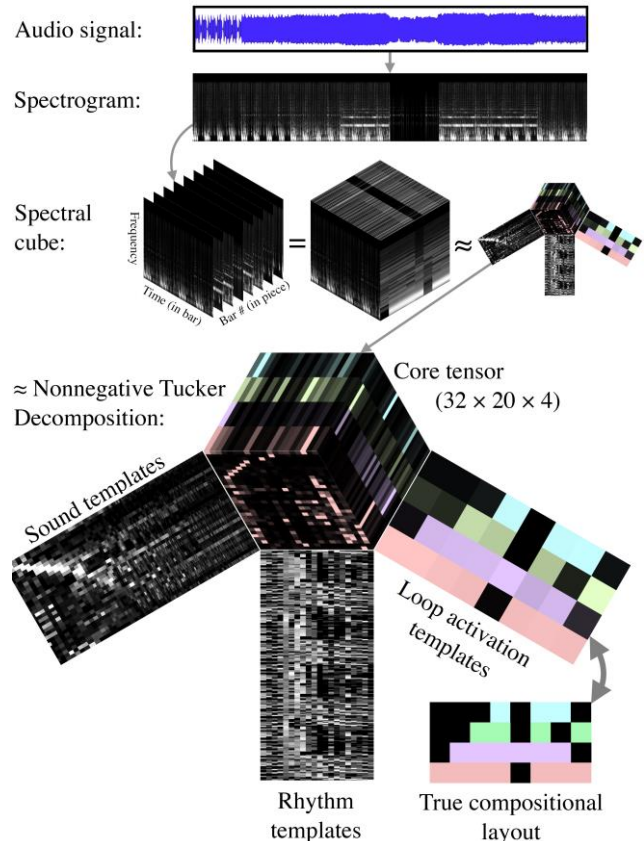 Audio signal:
Spectrogram:
Spectral
cube:
Frequency
Time (in bar)
Bar # (in piece)
=
≈
≈ Nonnegative Tucker
Decomposition:
Core tensor
(32 × 20 × 4)
Sound templates
Loop activation
templates
Rhythm
templates
True compositional
layout